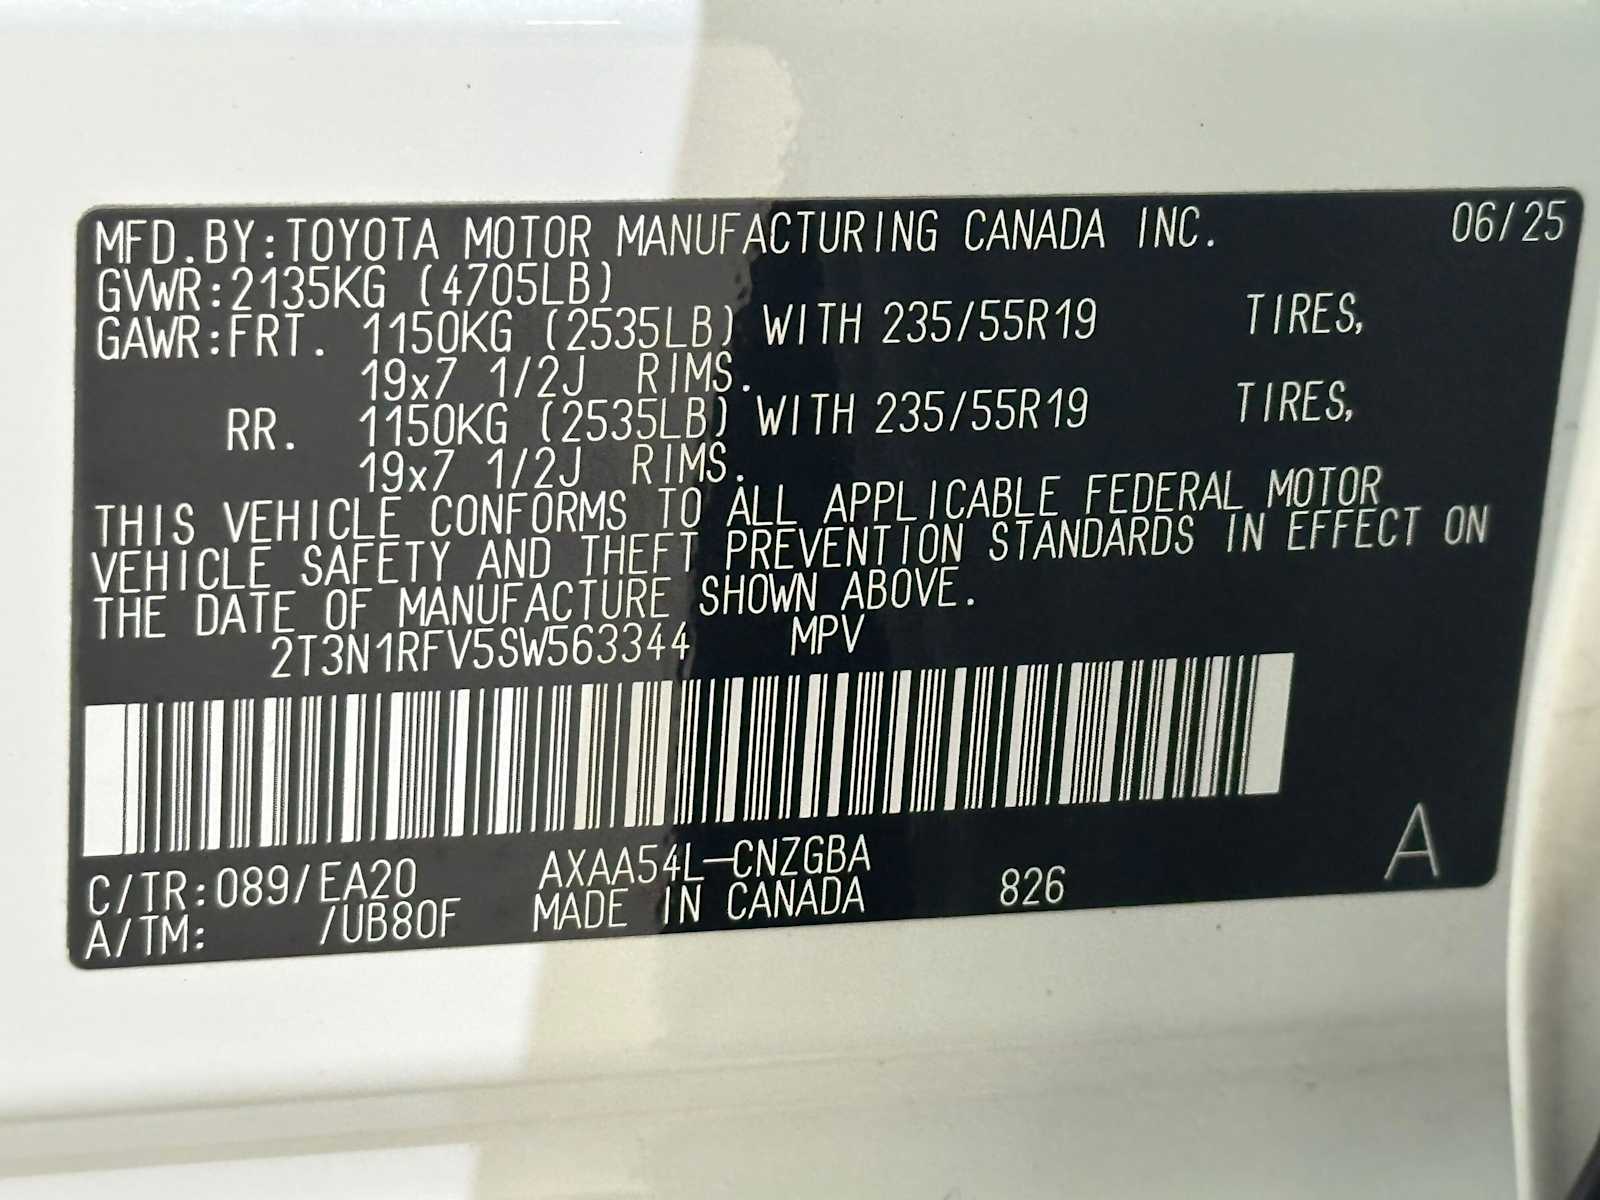 MFD.BY:TOYOTA MOTOR MANUFACTURING CANADA INC. 06/25
GVWR:2135KG (4705LB)
GAWR:FRT. 1150KG (2535LB) WITH 235/55R19 TIRES,
19x7 1/2J RIMS.
RR. 1150KG (2535LB) WITH 235/55R19 TIRES,
19x7 1/2J RIMS.
THIS VEHICLE CONFORMS TO ALL APPLICABLE FEDERAL MOTOR
VEHICLE SAFETY AND THEFT PREVENTION STANDARDS IN EFFECT ON
THE DATE OF MANUFACTURE SHOWN ABOVE.
2T3N1RFV5SW563344 MPV
C/TR:089/EA20 AXAA54L-CNZGBA
A/TM: /UB80F MADE IN CANADA 826 A